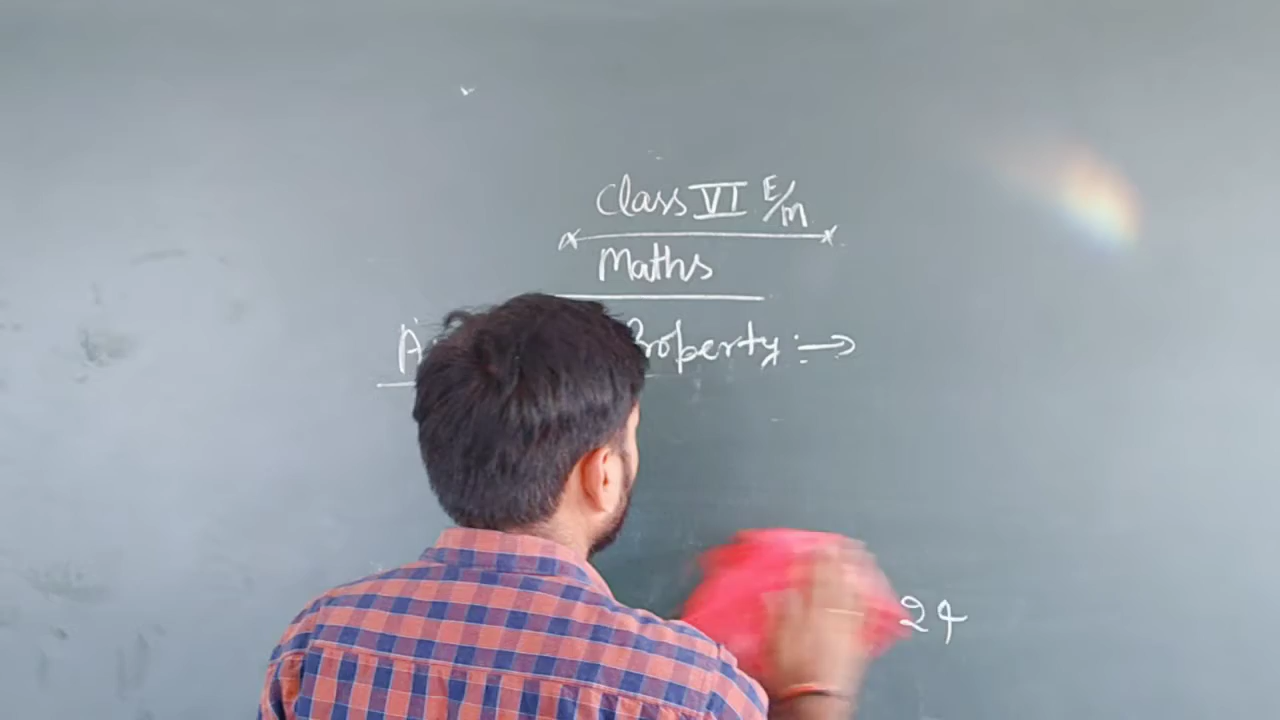 Class VI E/m
Maths
Property :→
24